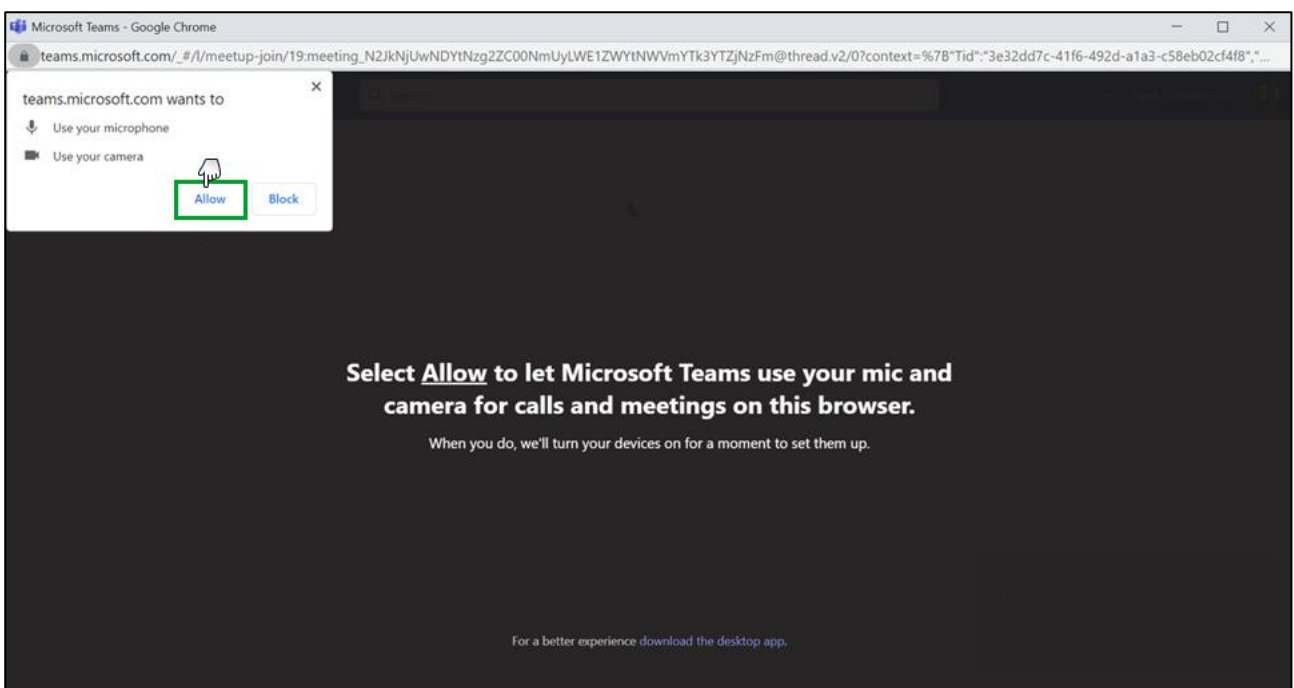 Microsoft Teams - Google Chrome
teams.microsoft.com/_#/l/meetup-join/19:meeting_N2JkNjUwNDYtNzg2ZC00NmUyLWE1ZWYtNWVmYTk3YTZjNzFm@thread.v2/0?context=%7B"Tid":"3e32dd7c-41f6-492d-a1a3-c58eb02cf4f8","...
teams.microsoft.com wants to
Use your microphone
Use your camera
Allow Block
Select Allow to let Microsoft Teams use your mic and
camera for calls and meetings on this browser.
When you do, we'll turn your devices on for a moment to set them up.
For a better experience download the desktop app.